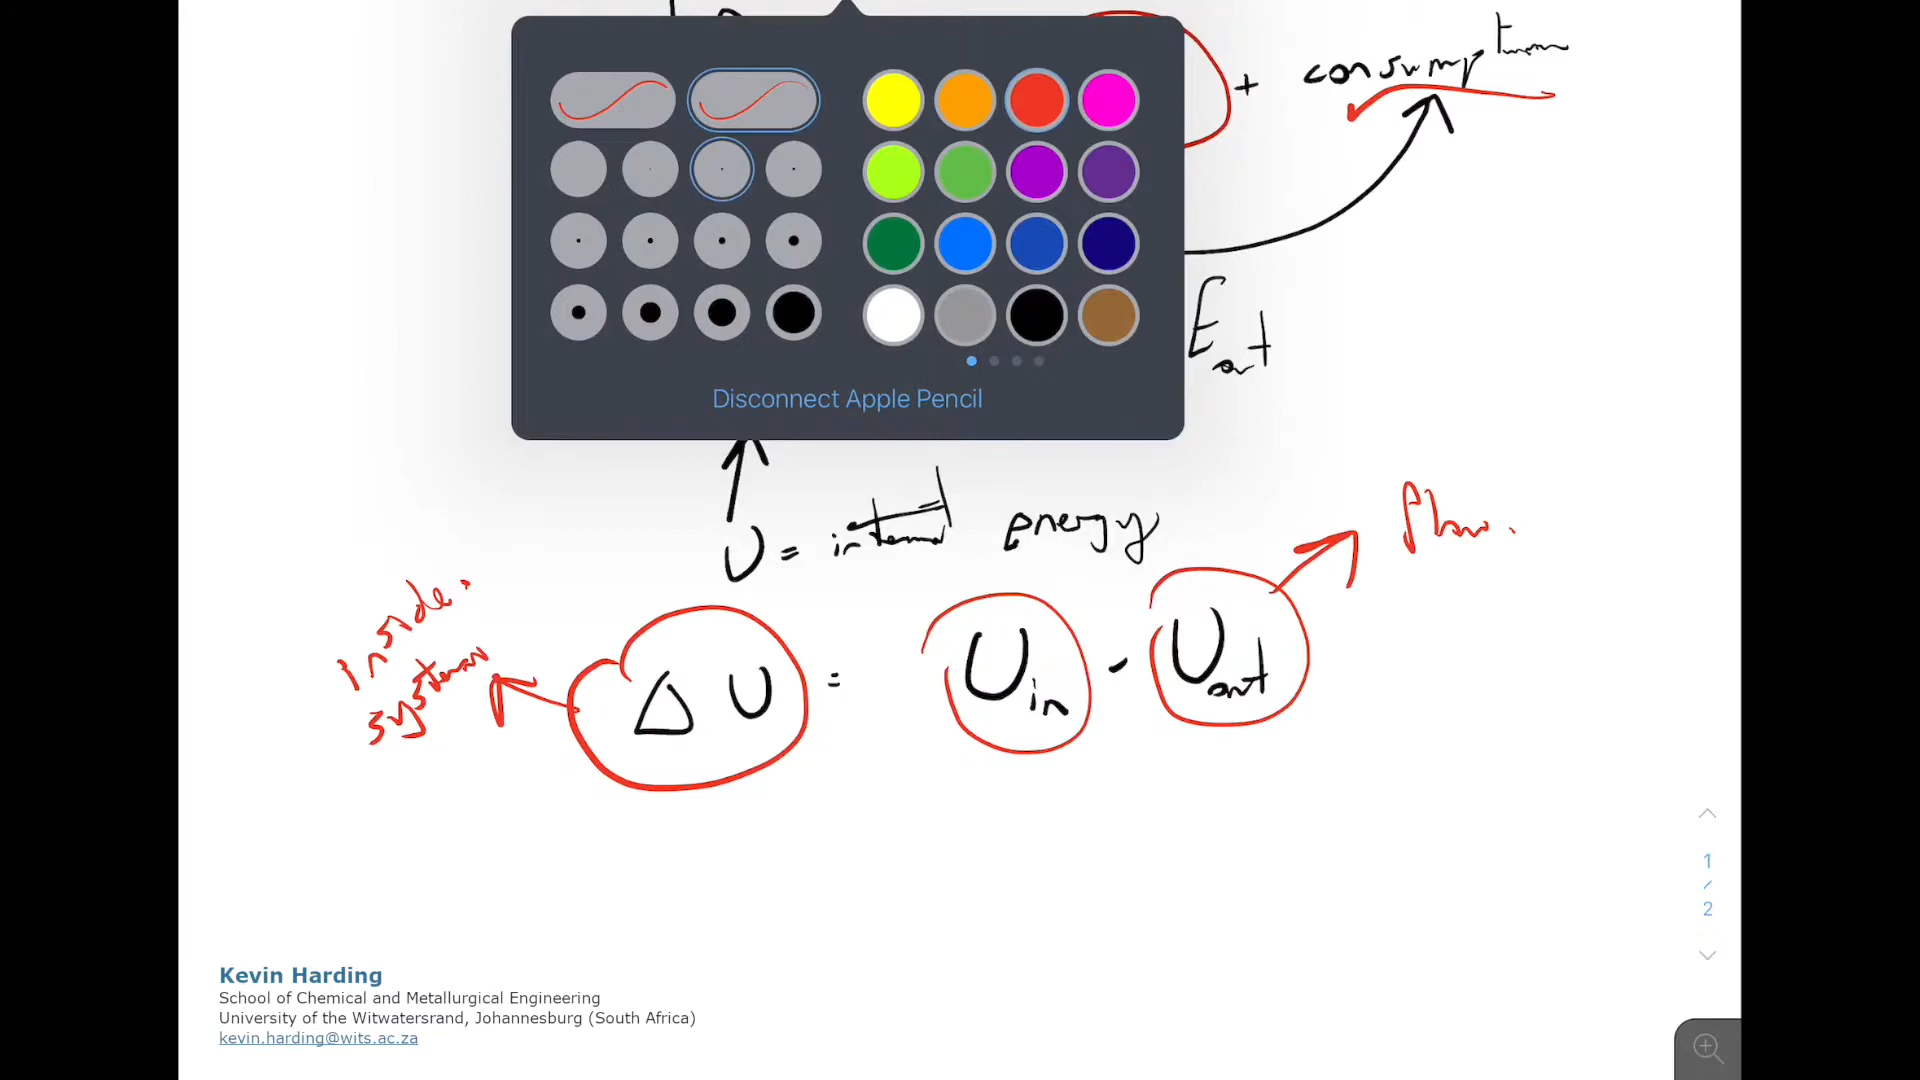 + consumption
E out
Disconnect Apple Pencil
U = internal energy
Flow.
inside.
system
Δ U = U in - U out
1
/
2
Kevin Harding
School of Chemical and Metallurgical Engineering
University of the Witwatersrand, Johannesburg (South Africa)
kevin.harding@wits.ac.za